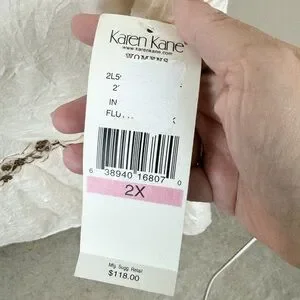 Karen Kane
www.karenkane.com
WOMEN
2L5
2
IN
FLU
6 38940 16807 0
2X
Mfg. Sugg. Retail
$118.00